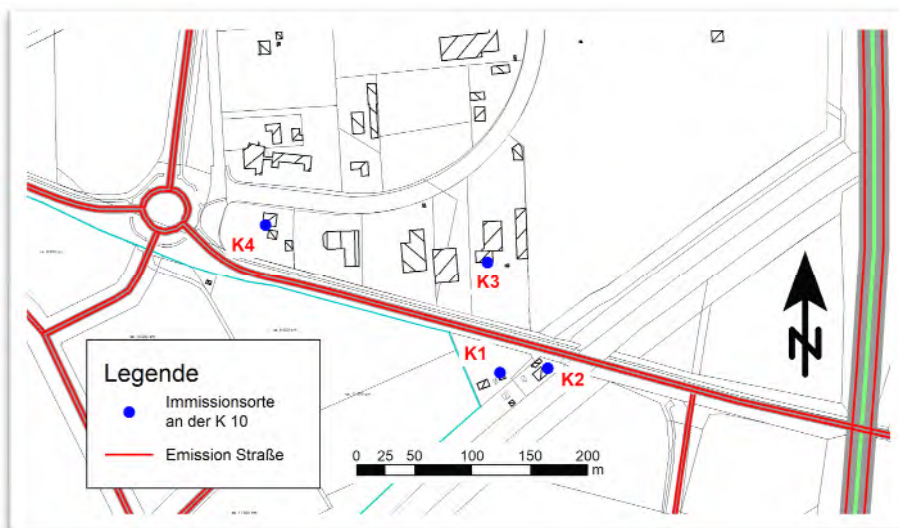 K4
K3
K1
K2
N
Legende
Immissionsorte
an der K 10
Emission Straße
0 25 50 100 150 200
m